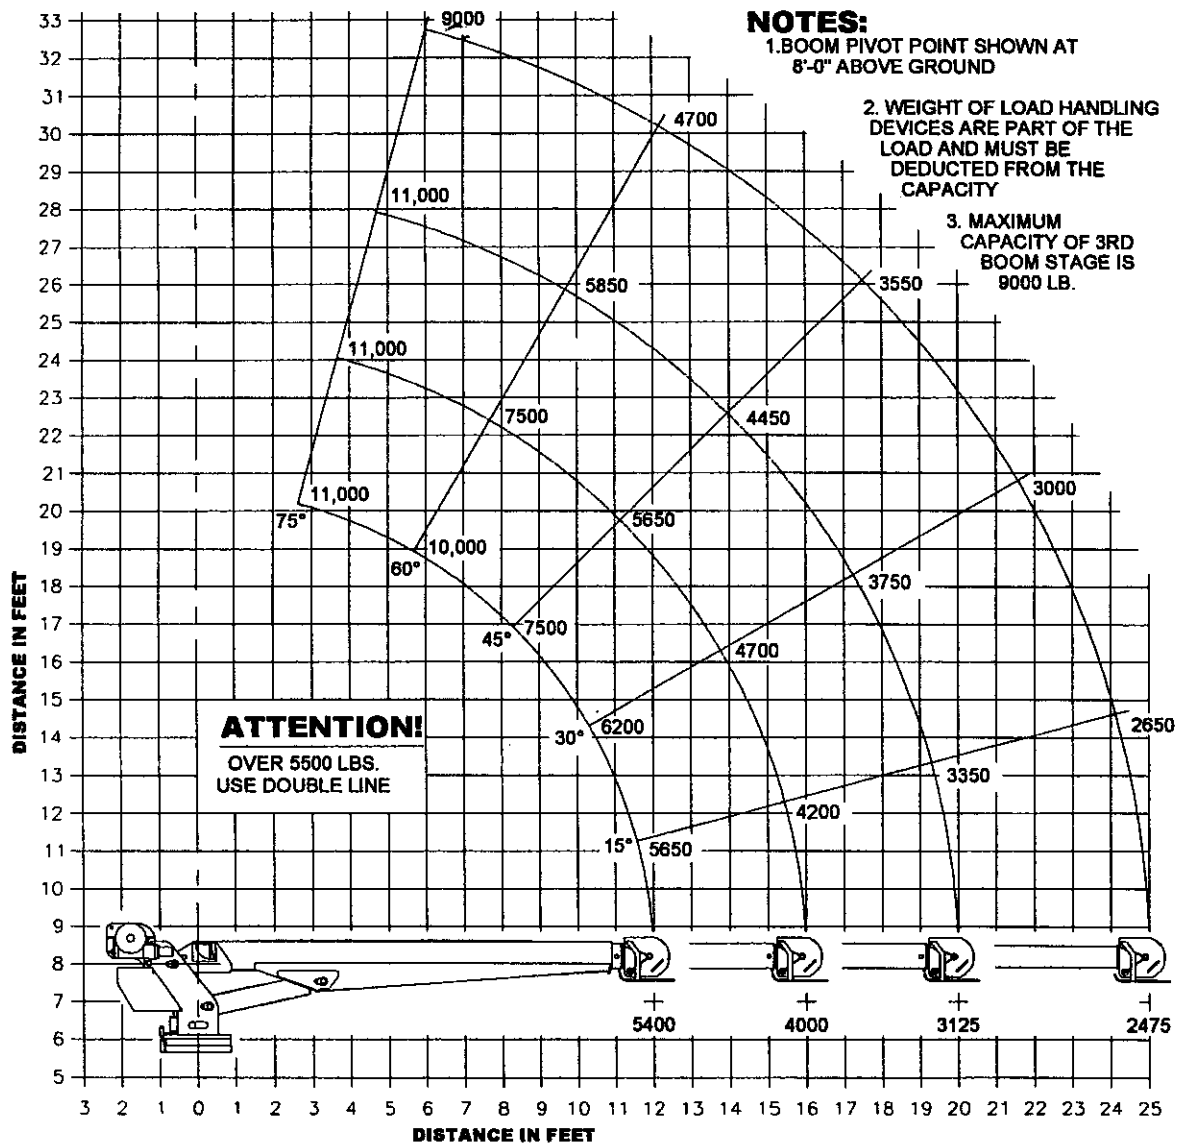 NOTES:
1.BOOM PIVOT POINT SHOWN AT
8'-0" ABOVE GROUND
2. WEIGHT OF LOAD HANDLING
DEVICES ARE PART OF THE
LOAD AND MUST BE
DEDUCTED FROM THE
CAPACITY
3. MAXIMUM
CAPACITY OF 3RD
BOOM STAGE IS
9000 LB.
33
32
31
30
29
28
27
26
25
24
23
22
21
20
19
18
17
16
15
14
13
12
11
10
9
8
7
6
5
DISTANCE IN FEET
9000
4700
11,000
5850
3550
11,000
7500
4450
11,000
75°
5650
3000
10,000
60°
3750
7500
45°
4700
6200
30°
2650
3350
4200
15°
5650
ATTENTION!
OVER 5500 LBS.
USE DOUBLE LINE
5400 4000 3125 2475
3 2 1 0 1 2 3 4 5 6 7 8 9 10 11 12 13 14 15 16 17 18 19 20 21 22 23 24 25
DISTANCE IN FEET